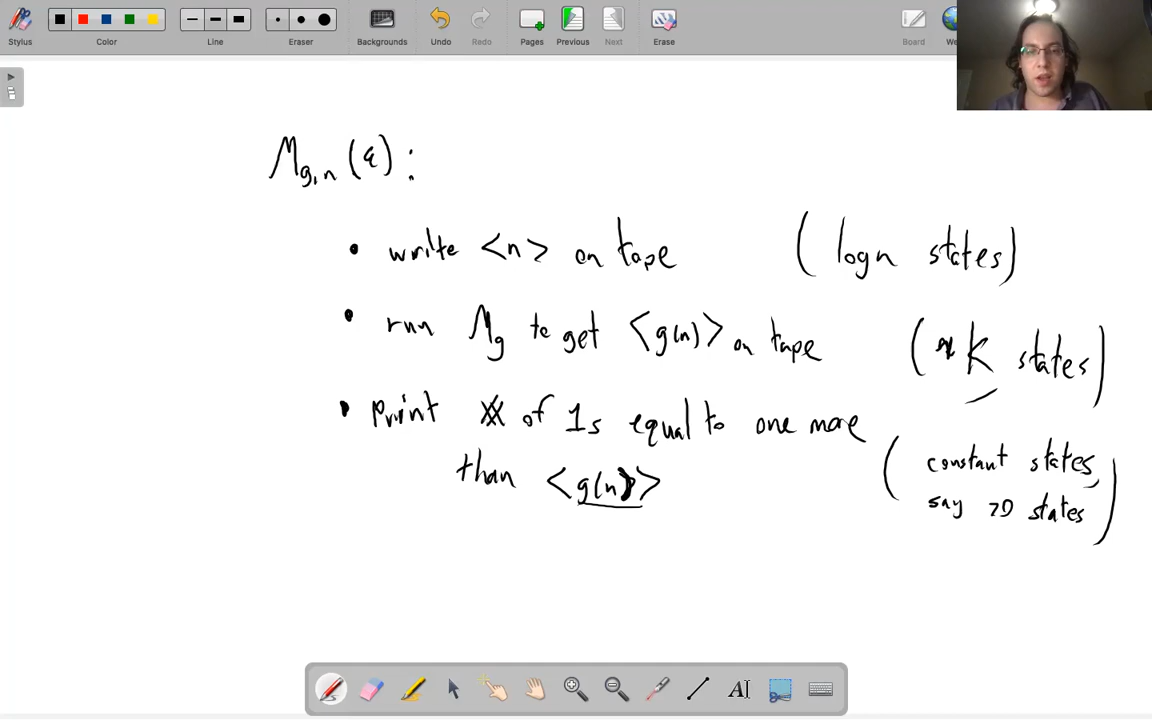 Stylus Color Line Eraser Backgrounds Undo Redo Pages Previous Next Erase Board
M_{g,n}(ε):
• write <n> on tape (log n states)
• run M_g to get <g(n)> on tape ( K states)
• print # of 1s equal to one more
than <g(n)>
(constant states,
say 20 states)